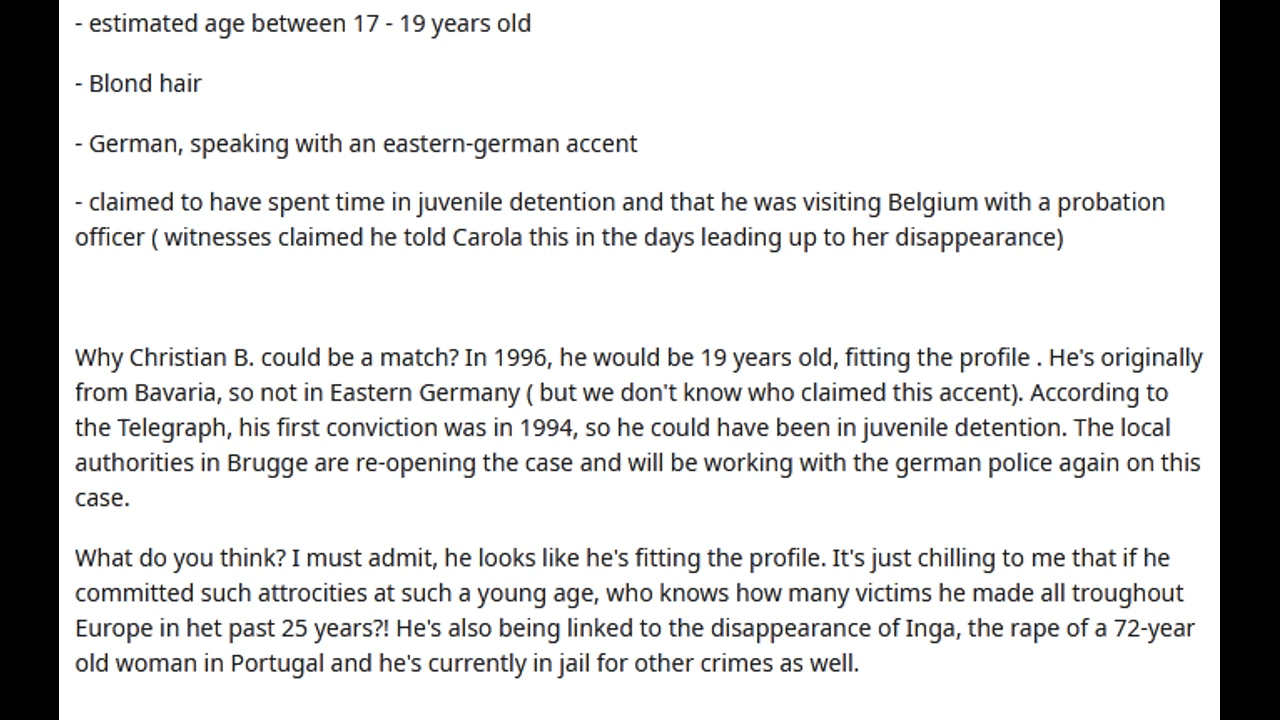 - estimated age between 17 - 19 years old
- Blond hair
- German, speaking with an eastern-german accent
- claimed to have spent time in juvenile detention and that he was visiting Belgium with a probation
officer ( witnesses claimed he told Carola this in the days leading up to her disappearance)
Why Christian B. could be a match? In 1996, he would be 19 years old, fitting the profile . He's originally
from Bavaria, so not in Eastern Germany ( but we don't know who claimed this accent). According to
the Telegraph, his first conviction was in 1994, so he could have been in juvenile detention. The local
authorities in Brugge are re-opening the case and will be working with the german police again on this
case.
What do you think? I must admit, he looks like he's fitting the profile. It's just chilling to me that if he
committed such attrocities at such a young age, who knows how many victims he made all troughout
Europe in het past 25 years?! He's also being linked to the disappearance of Inga, the rape of a 72-year
old woman in Portugal and he's currently in jail for other crimes as well.